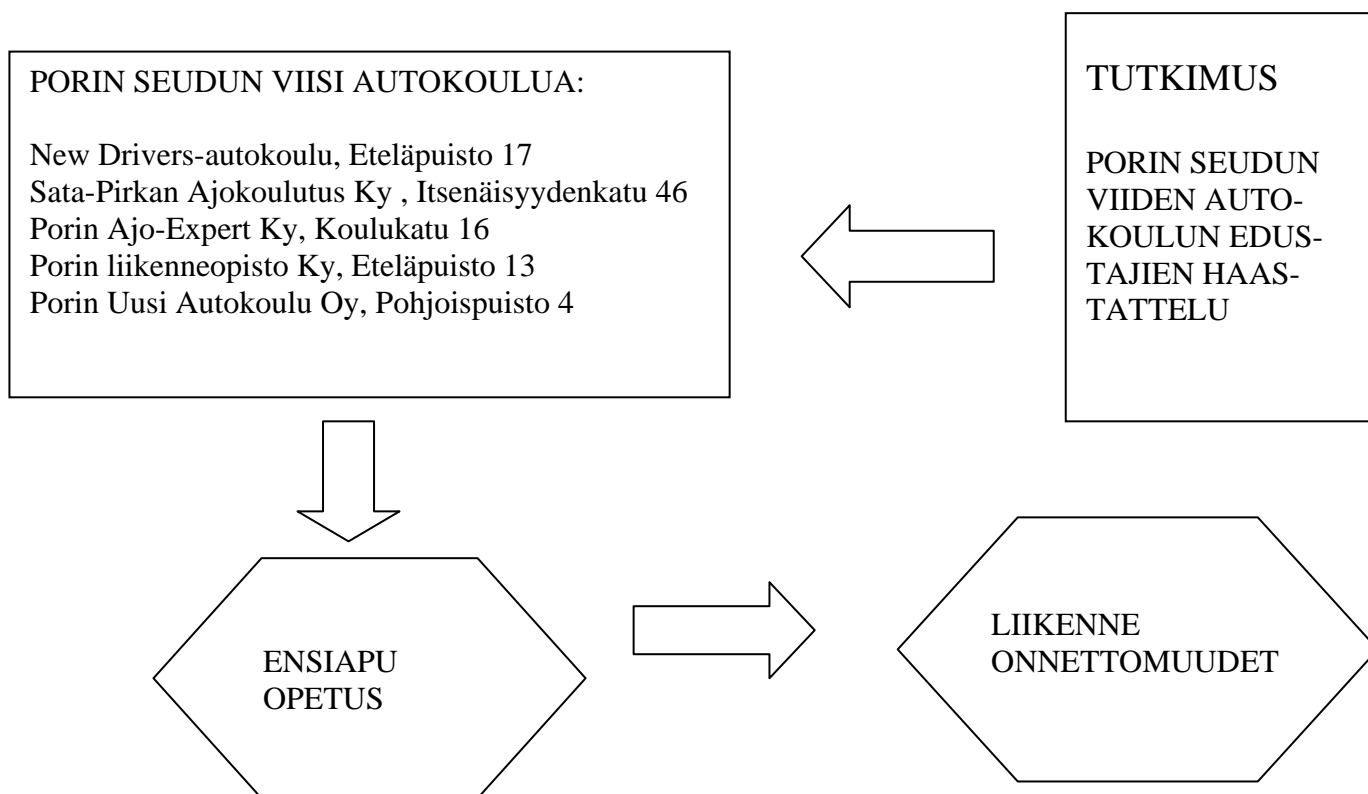 PORIN SEUDUN VIISI AUTOKOULUA:
New Drivers-autokoulu, Eteläpuisto 17
Sata-Pirkan Ajokoulutus Ky , Itsenäisyydenkatu 46
Porin Ajo-Expert Ky, Koulukatu 16
Porin liikenneopisto Ky, Eteläpuisto 13
Porin Uusi Autokoulu Oy, Pohjoispuisto 4
TUTKIMUS
PORIN SEUDUN
VIIDEN AUTO-
KOULUN EDUS-
TAJIEN HAAS-
TATTELU
ENSIAPU
OPETUS
LIIKENNE
ONNETTOMUUDET